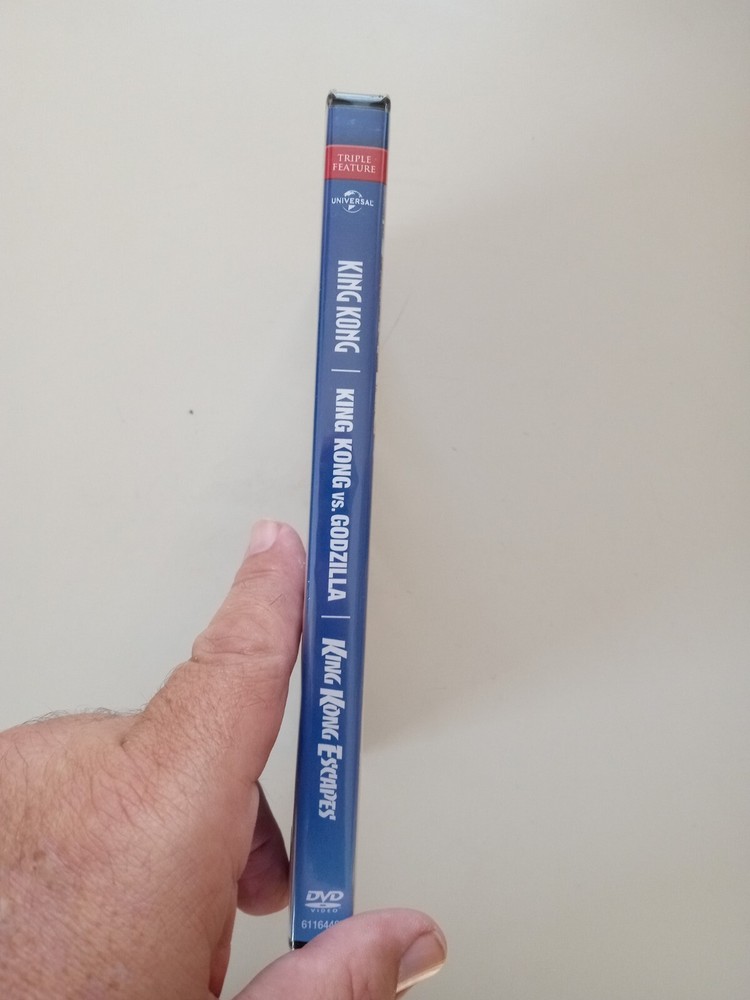 TRIPLE
FEATURE
UNIVERSAL
KING KONG | KING KONG VS. GODZILLA | KING KONG ESCAPES
DVD
VIDEO